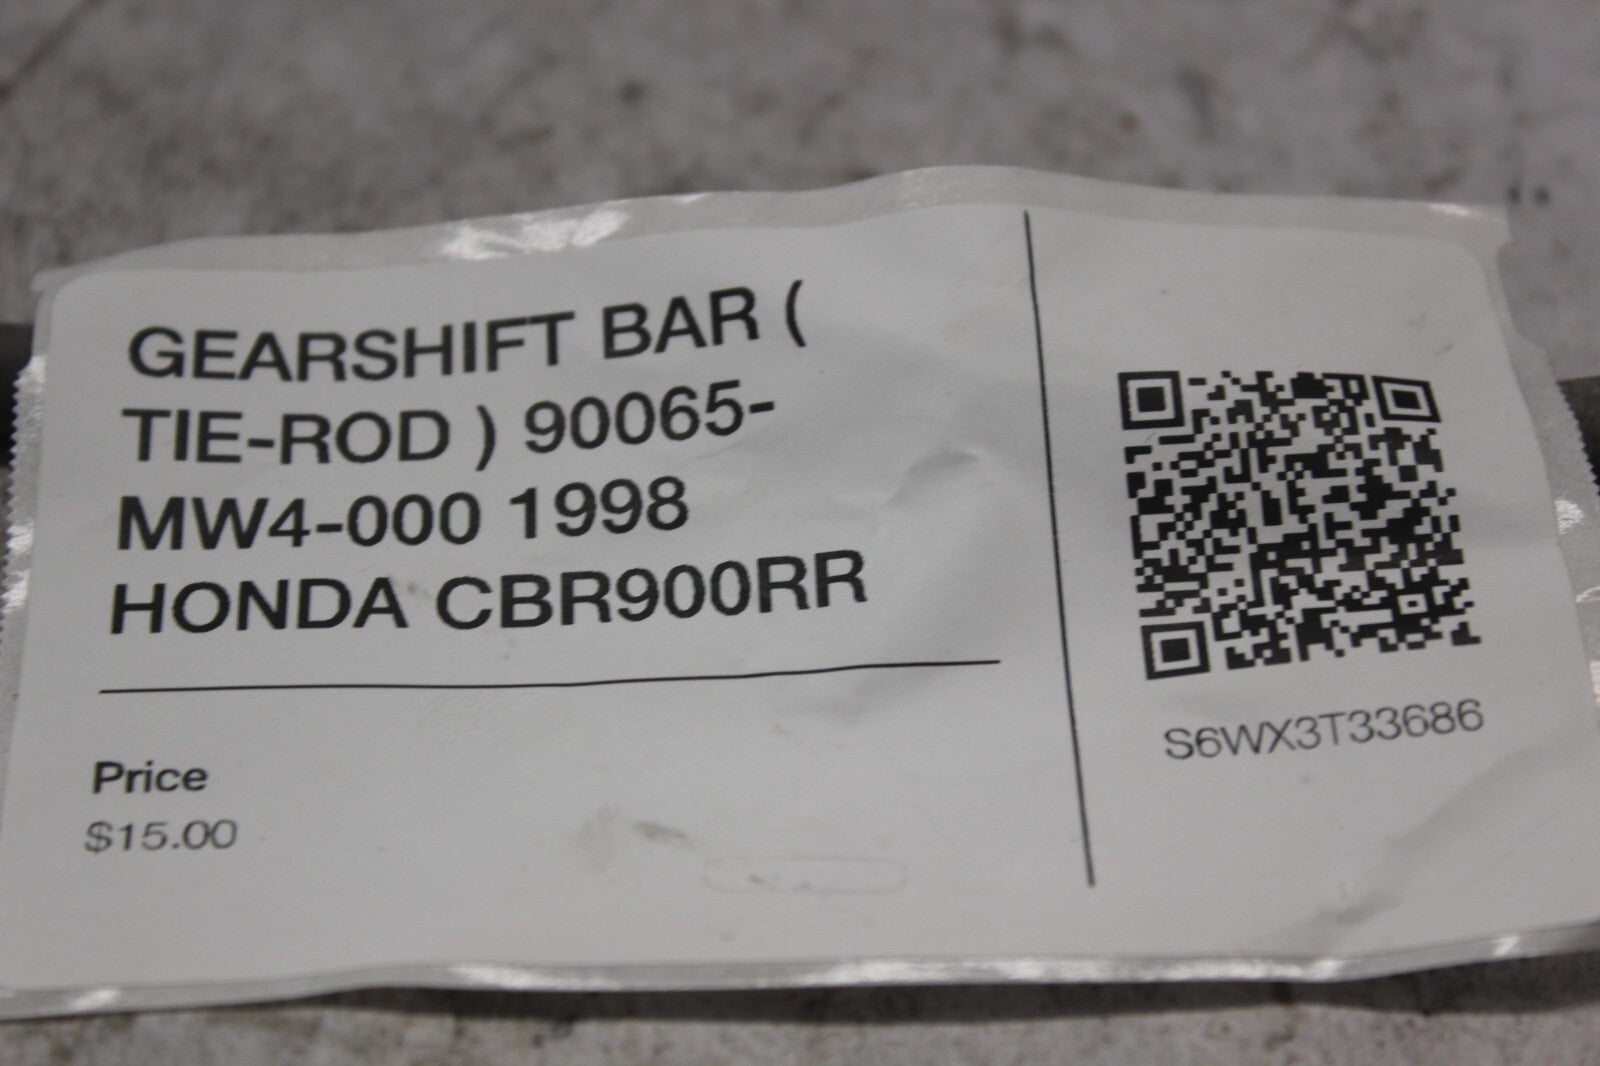 GEARSHIFT BAR (
TIE-ROD ) 90065-
MW4-000 1998
HONDA CBR900RR
Price
$15.00
S6WX3T33686